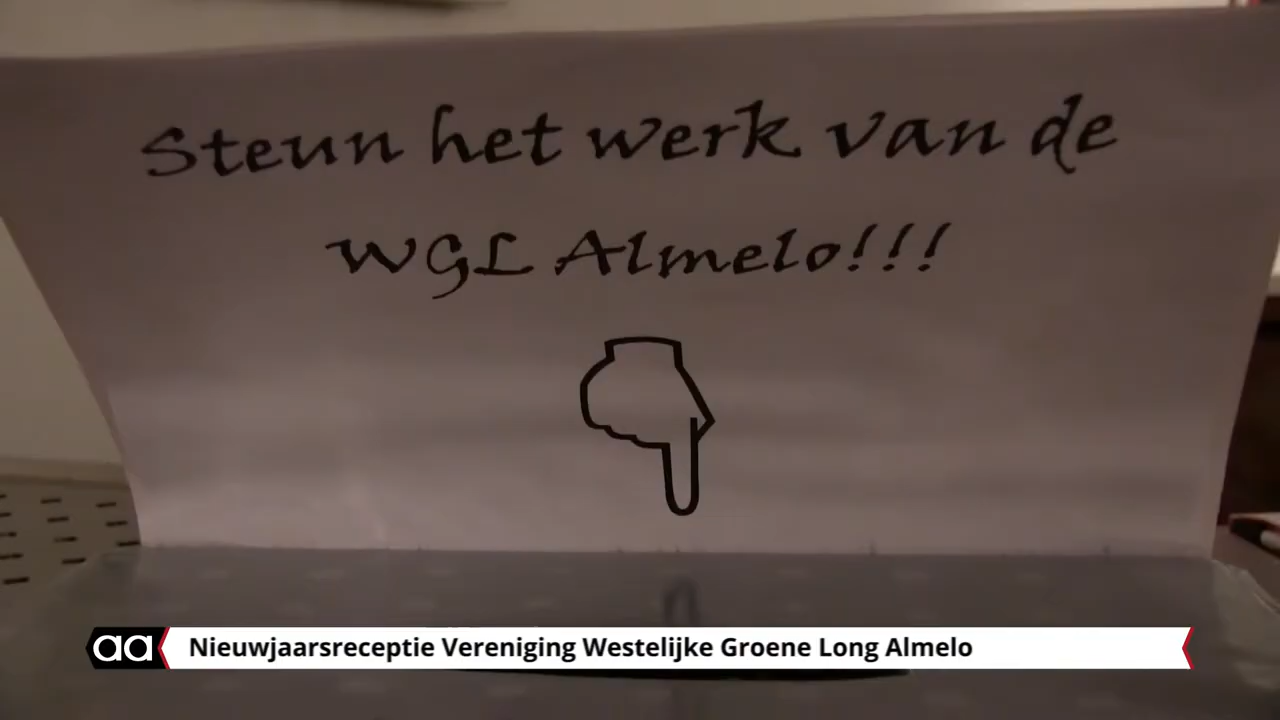 Steun het werk van de
WGL Almelo!!!
aa Nieuwjaarsreceptie Vereniging Westelijke Groene Long Almelo